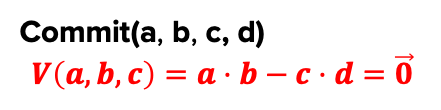 Commit(a, b, c, d)
V(a, b, c) = a · b − c · d = 0⃗